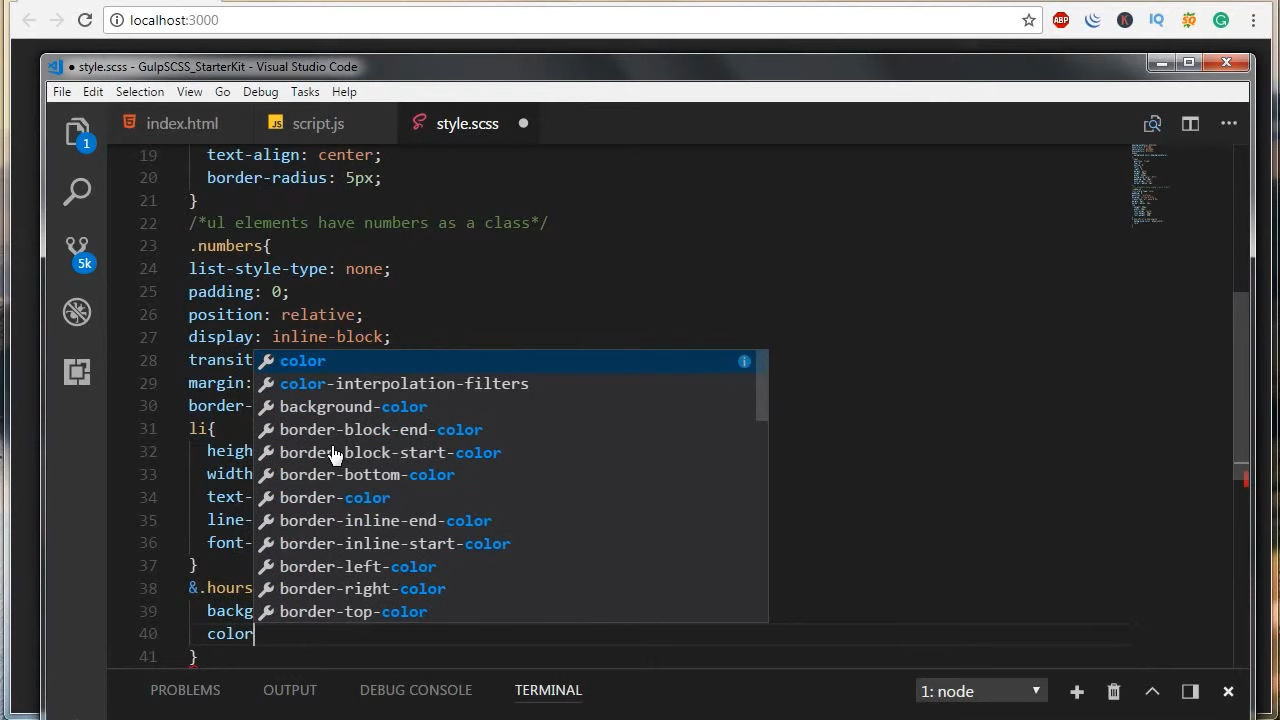 localhost:3000
ABP
K
IQ
style.scss - GulpSCSS_StarterKit - Visual Studio Code
File Edit Selection View Go Debug Tasks Help
index.html JS script.js style.scss
1
5k
19 text-align: center;
20 border-radius: 5px;
21 }
22 /*ul elements have numbers as a class*/
23 .numbers{
24 list-style-type: none;
25 padding: 0;
26 position: relative;
27 display: inline-block;
28 transit
29 margin:
30 border-
31 li{
32 heigh
33 width
34 text-
35 line-
36 font-
37 }
38 &.hours
39 backg
40 color
41 }
color
color-interpolation-filters
background-color
border-block-end-color
border-block-start-color
border-bottom-color
border-color
border-inline-end-color
border-inline-start-color
border-left-color
border-right-color
border-top-color
PROBLEMS OUTPUT DEBUG CONSOLE TERMINAL 1: node